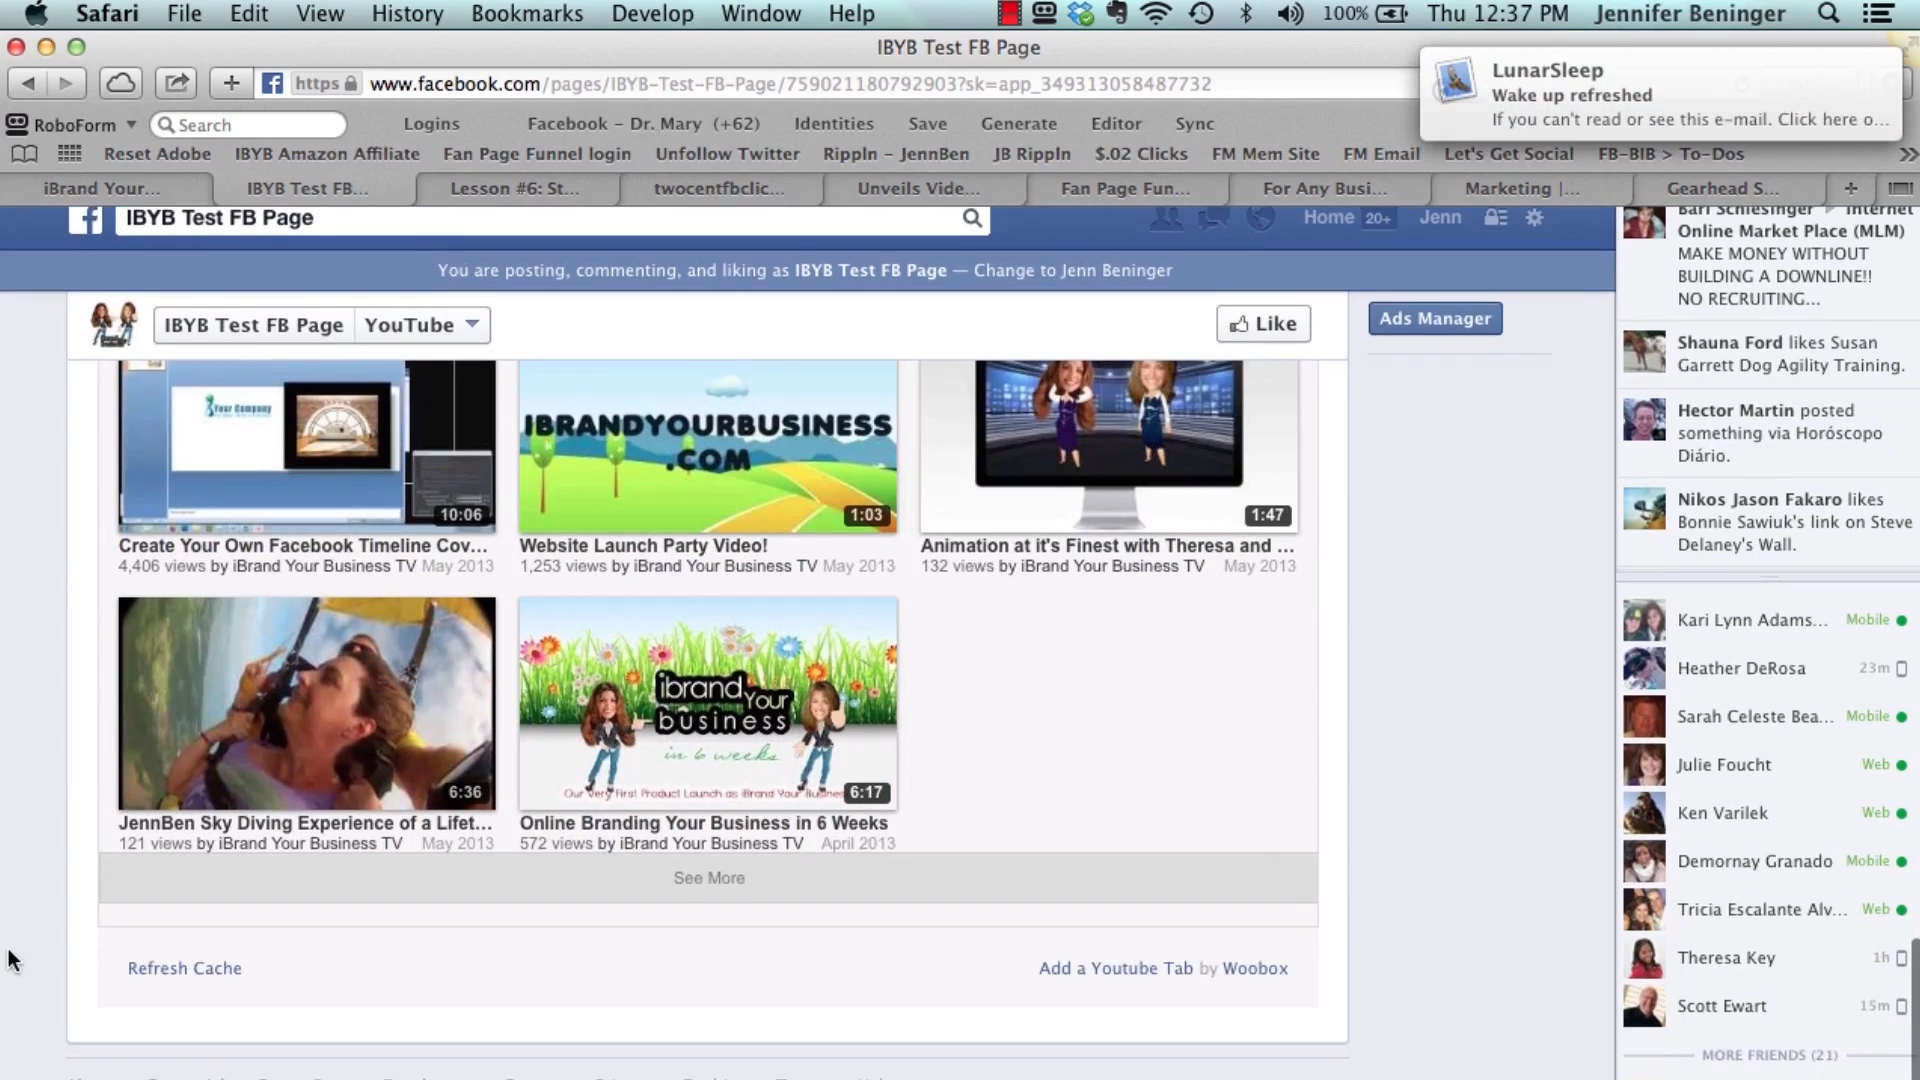 Safari File Edit View History Bookmarks Develop Window Help 100% Thu 12:37 PM Jennifer Beninger
IBYB Test FB Page
https www.facebook.com/pages/IBYB-Test-FB-Page/759021180792903?sk=app_349313058487732
LunarSleep
Wake up refreshed
If you can't read or see this e-mail. Click here o...
RoboForm Search Logins Facebook - Dr. Mary (+62) Identities Save Generate Editor Sync
Reset Adobe IBYB Amazon Affiliate Fan Page Funnel login Unfollow Twitter Rippln - JennBen JB Rippln $.02 Clicks FM Mem Site FM Email Let's Get Social FB-BIB > To-Dos
iBrand Your... IBYB Test FB... Lesson #6: St... twocentfbclic... Unveils Vide... Fan Page Fun... For Any Busi... Marketing |... Gearhead S...
IBYB Test FB Page Home 20+ Jenn
You are posting, commenting, and liking as IBYB Test FB Page — Change to Jenn Beninger
IBYB Test FB Page YouTube Like
Ads Manager
Your Company
10:06
IBRANDYOURBUSINESS
.COM
1:03
1:47
Create Your Own Facebook Timeline Cov...
4,406 views by iBrand Your Business TV May 2013
Website Launch Party Video!
1,253 views by iBrand Your Business TV May 2013
Animation at it's Finest with Theresa and ...
132 views by iBrand Your Business TV May 2013
6:36
ibrand Your
business
in 6 weeks
Our Very First Product Launch as iBrand Your Business
6:17
JennBen Sky Diving Experience of a Lifet...
121 views by iBrand Your Business TV May 2013
Online Branding Your Business in 6 Weeks
572 views by iBrand Your Business TV April 2013
See More
Refresh Cache
Add a Youtube Tab by Woobox
Bari Schlesinger Internet
Online Market Place (MLM)
MAKE MONEY WITHOUT
BUILDING A DOWNLINE!!
NO RECRUITING...
Shauna Ford likes Susan
Garrett Dog Agility Training.
Hector Martin posted
something via Horóscopo
Diário.
Nikos Jason Fakaro likes
Bonnie Sawiuk's link on Steve
Delaney's Wall.
Kari Lynn Adams... Mobile
Heather DeRosa 23m
Sarah Celeste Bea... Mobile
Julie Foucht Web
Ken Varilek Web
Demornay Granado Mobile
Tricia Escalante Alv... Web
Theresa Key 1h
Scott Ewart 15m
MORE FRIENDS (21)